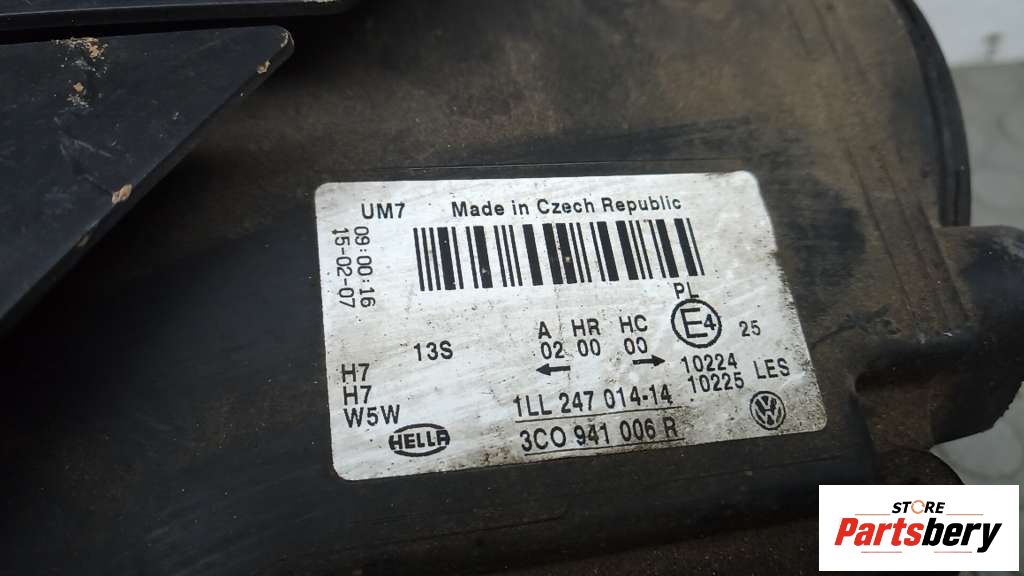 UM7 Made in Czech Republic
09:00:16
15-02-07
PL
13S
A HR HC
02 00 00
E4 25
H7
H7
W5W
10224
10225 LES
1LL 247 014-14
HELLA
3C0 941 006 R
VW
STORE
Partsbery